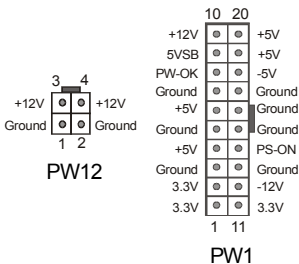 10 20
+12V +5V
5VSB +5V
PW-OK -5V
Ground Ground
+5V Ground
Ground Ground
+5V PS-ON
Ground Ground
3.3V -12V
3.3V 3.3V
1 11
PW1
3 4
+12V +12V
Ground Ground
1 2
PW12